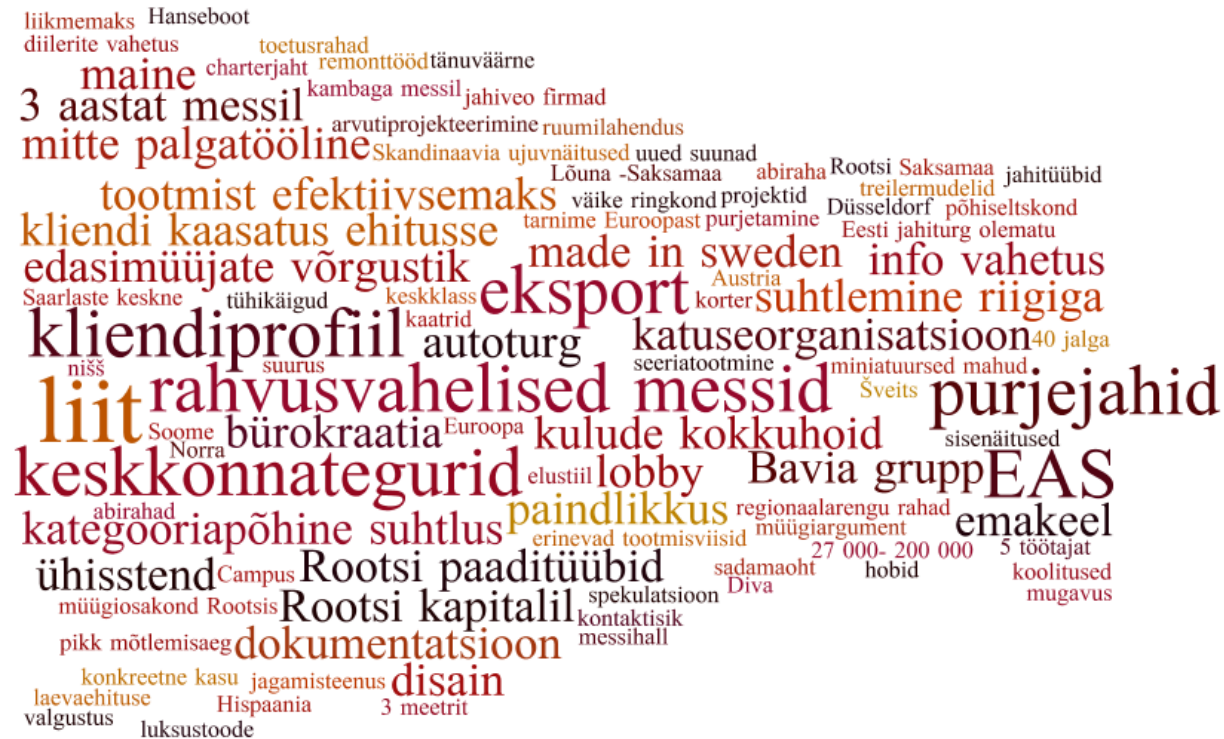 liikmemaks Hanseboot
diilerite vahetus toetusrahad
maine charterjaht remonttööd tänuväärne
3 aastat messil kambaga messil jahiveo firmad
mitte palgatööline arvutiprojekteerimine ruumilahendus
Skandinaavia ujuvnäitused uued suunad
Lõuna -Saksamaa abiraha Rootsi Saksamaa jahitüübid
tootmist efektiivsemaks väike ringkond projektid treilermudelid
Düsseldorf põhiseltskond
kliendi kaasatus ehitusse tarnime Euroopast purjetamine Eesti jahiturg olematu
edasimüüjate võrgustik made in sweden info vahetus
Austria
Saarlaste keskne tühikäigud keskklass eksport korter suhtlemine riigiga
kliendiprofiil kaatrid autoturg katuseorganisatsioon 40 jalga
nišš suurus seeriatootmine miniatuursed mahud
liit rahvusvahelised messid Šveits purjejahid
Soome bürokraatia Euroopa kulude kokkuhoid sisenäitused
Norra
keskkonnategurid elustiil lobby Bavia grupp EAS
abirahad paindlikkus regionaalarengu rahad
kategooriapõhine suhtlus erinevad tootmisviisid müügiargument emakeel
27 000- 200 000 5 töötajat
ühisstend Campus Rootsi paaditüübid sadamaoht hobid koolitused
Diva mugavus
müügiosakond Rootsis Rootsi kapitalil spekulatsioon
kontaktisik
pikk mõtlemisaeg dokumentatsioon messihall
konkreetne kasu jagamisteenus disain
laevaehituse Hispaania 3 meetrit
valgustus luksustoode